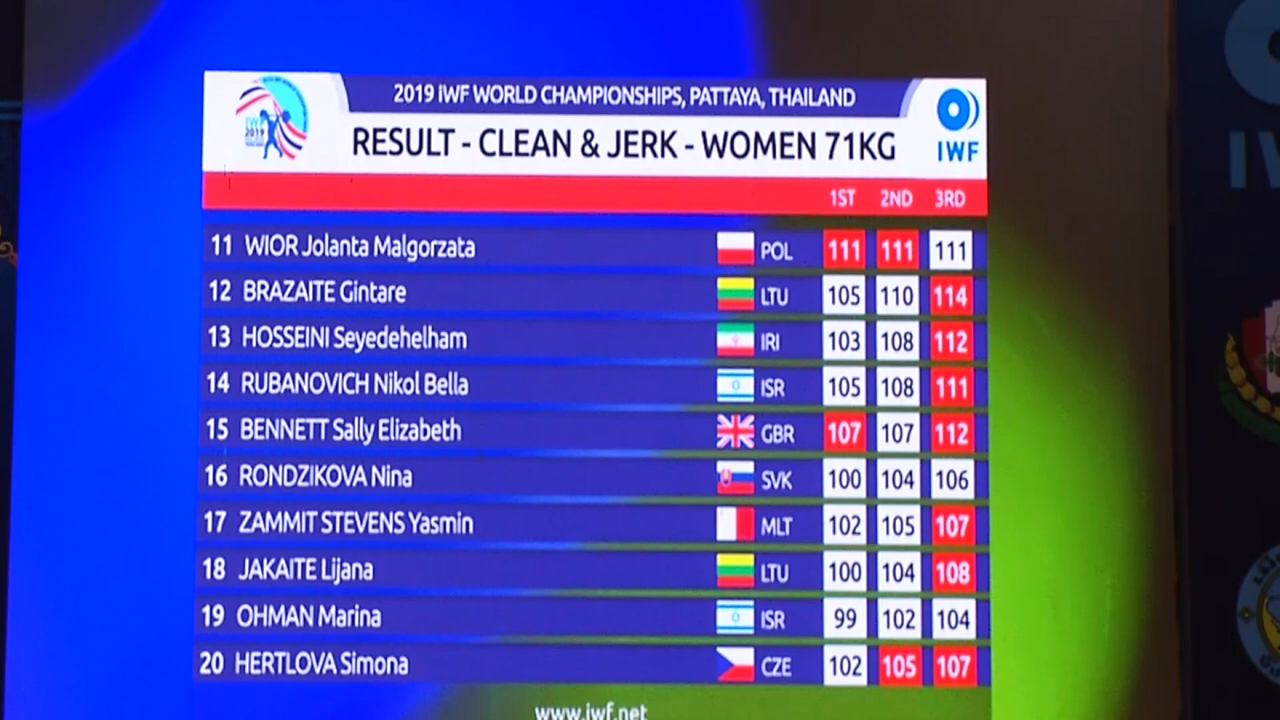 2019 IWF WORLD CHAMPIONSHIPS, PATTAYA, THAILAND
IWF 2019
RESULT - CLEAN & JERK - WOMEN 71KG
IWF
1ST 2ND 3RD
11 WIOR Jolanta Malgorzata POL 111 111 111
12 BRAZAITE Gintare LTU 105 110 114
13 HOSSEINI Seyedehelham IRI 103 108 112
14 RUBANOVICH Nikol Bella ISR 105 108 111
15 BENNETT Sally Elizabeth GBR 107 107 112
16 RONDZIKOVA Nina SVK 100 104 106
17 ZAMMIT STEVENS Yasmin MLT 102 105 107
18 JAKAITE Lijana LTU 100 104 108
19 OHMAN Marina ISR 99 102 104
20 HERTLOVA Simona CZE 102 105 107
www.iwf.net